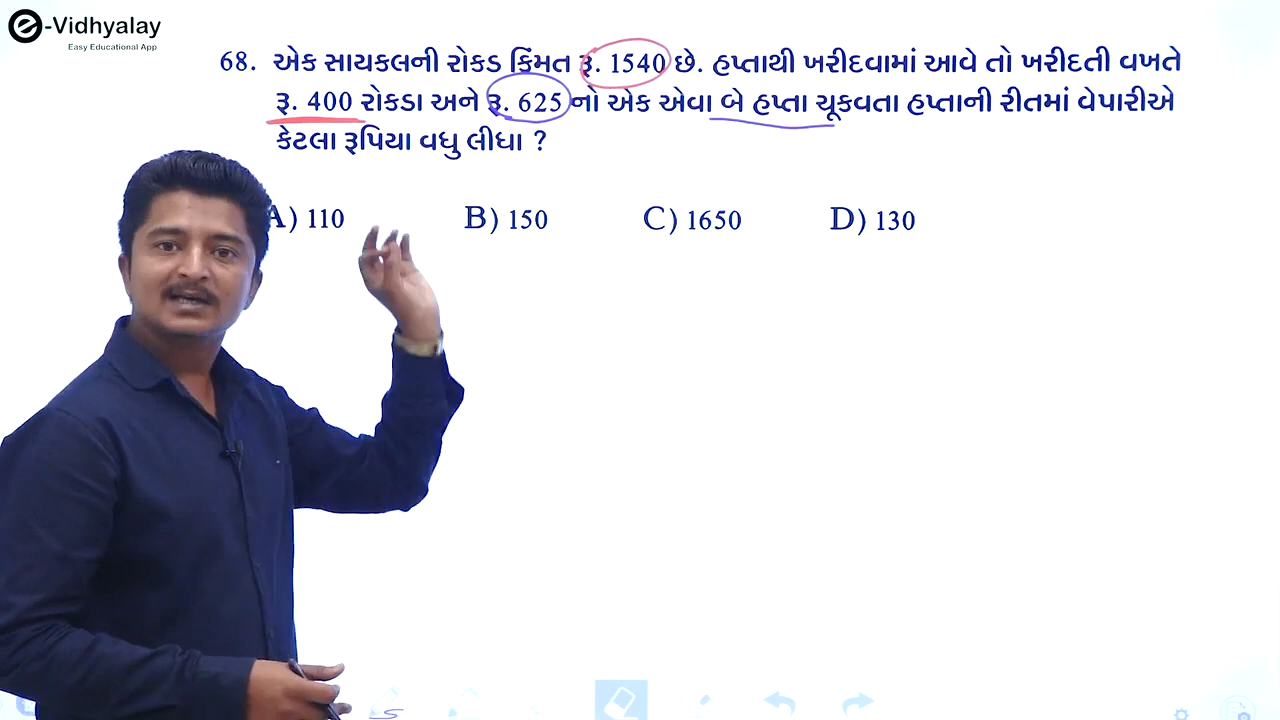 e-Vidhyalay
Easy Educational App
68. એક સાયકલની રોકડ કિંમત રૂ. 1540 છે. હપ્તાથી ખરીદવામાં આવે તો ખરીદતી વખતે
રૂ. 400 રોકડા અને રૂ. 625 નો એક એવા બે હપ્તા ચૂકવતા હપ્તાની રીતમાં વેપારીએ
કેટલા રૂપિયા વધુ લીધા ?
A) 110 B) 150 C) 1650 D) 130